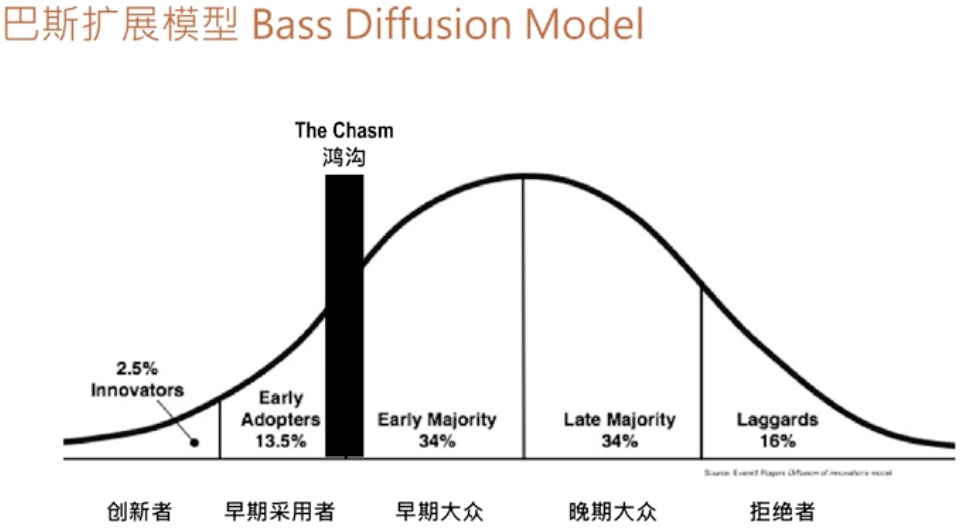 巴斯扩展模型 Bass Diffusion Model
The Chasm
鸿沟
2.5%
Innovators
Early
Adopters
13.5%
Early Majority
34%
Late Majority
34%
Laggards
16%
Source: Everett Rogers Diffusion of innovations model
创新者 早期采用者 早期大众 晚期大众 拒绝者